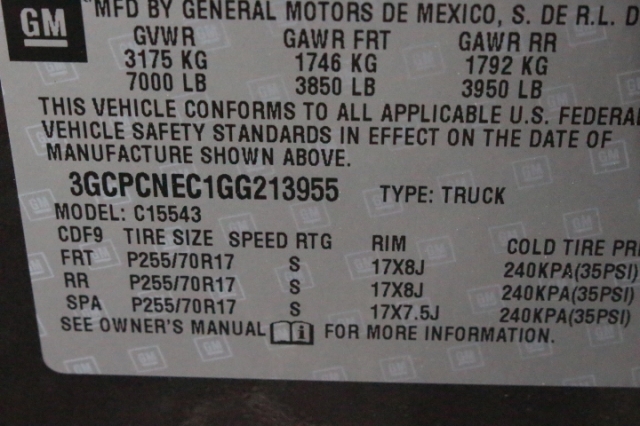 GM
MFD BY GENERAL MOTORS DE MEXICO, S. DE R.L. D
GVWR GAWR FRT GAWR RR
3175 KG 1746 KG 1792 KG
7000 LB 3850 LB 3950 LB
THIS VEHICLE CONFORMS TO ALL APPLICABLE U.S. FEDERAL
VEHICLE SAFETY STANDARDS IN EFFECT ON THE DATE OF
MANUFACTURE SHOWN ABOVE.
3GCPCNEC1GG213955 TYPE: TRUCK
MODEL: C15543
CDF9 TIRE SIZE SPEED RTG RIM COLD TIRE PR
FRT P255/70R17 S 17X8J 240KPA(35PSI)
RR P255/70R17 S 17X8J 240KPA(35PSI)
SPA P255/70R17 S 17X7.5J 240KPA(35PSI)
SEE OWNER'S MANUAL i FOR MORE INFORMATION.